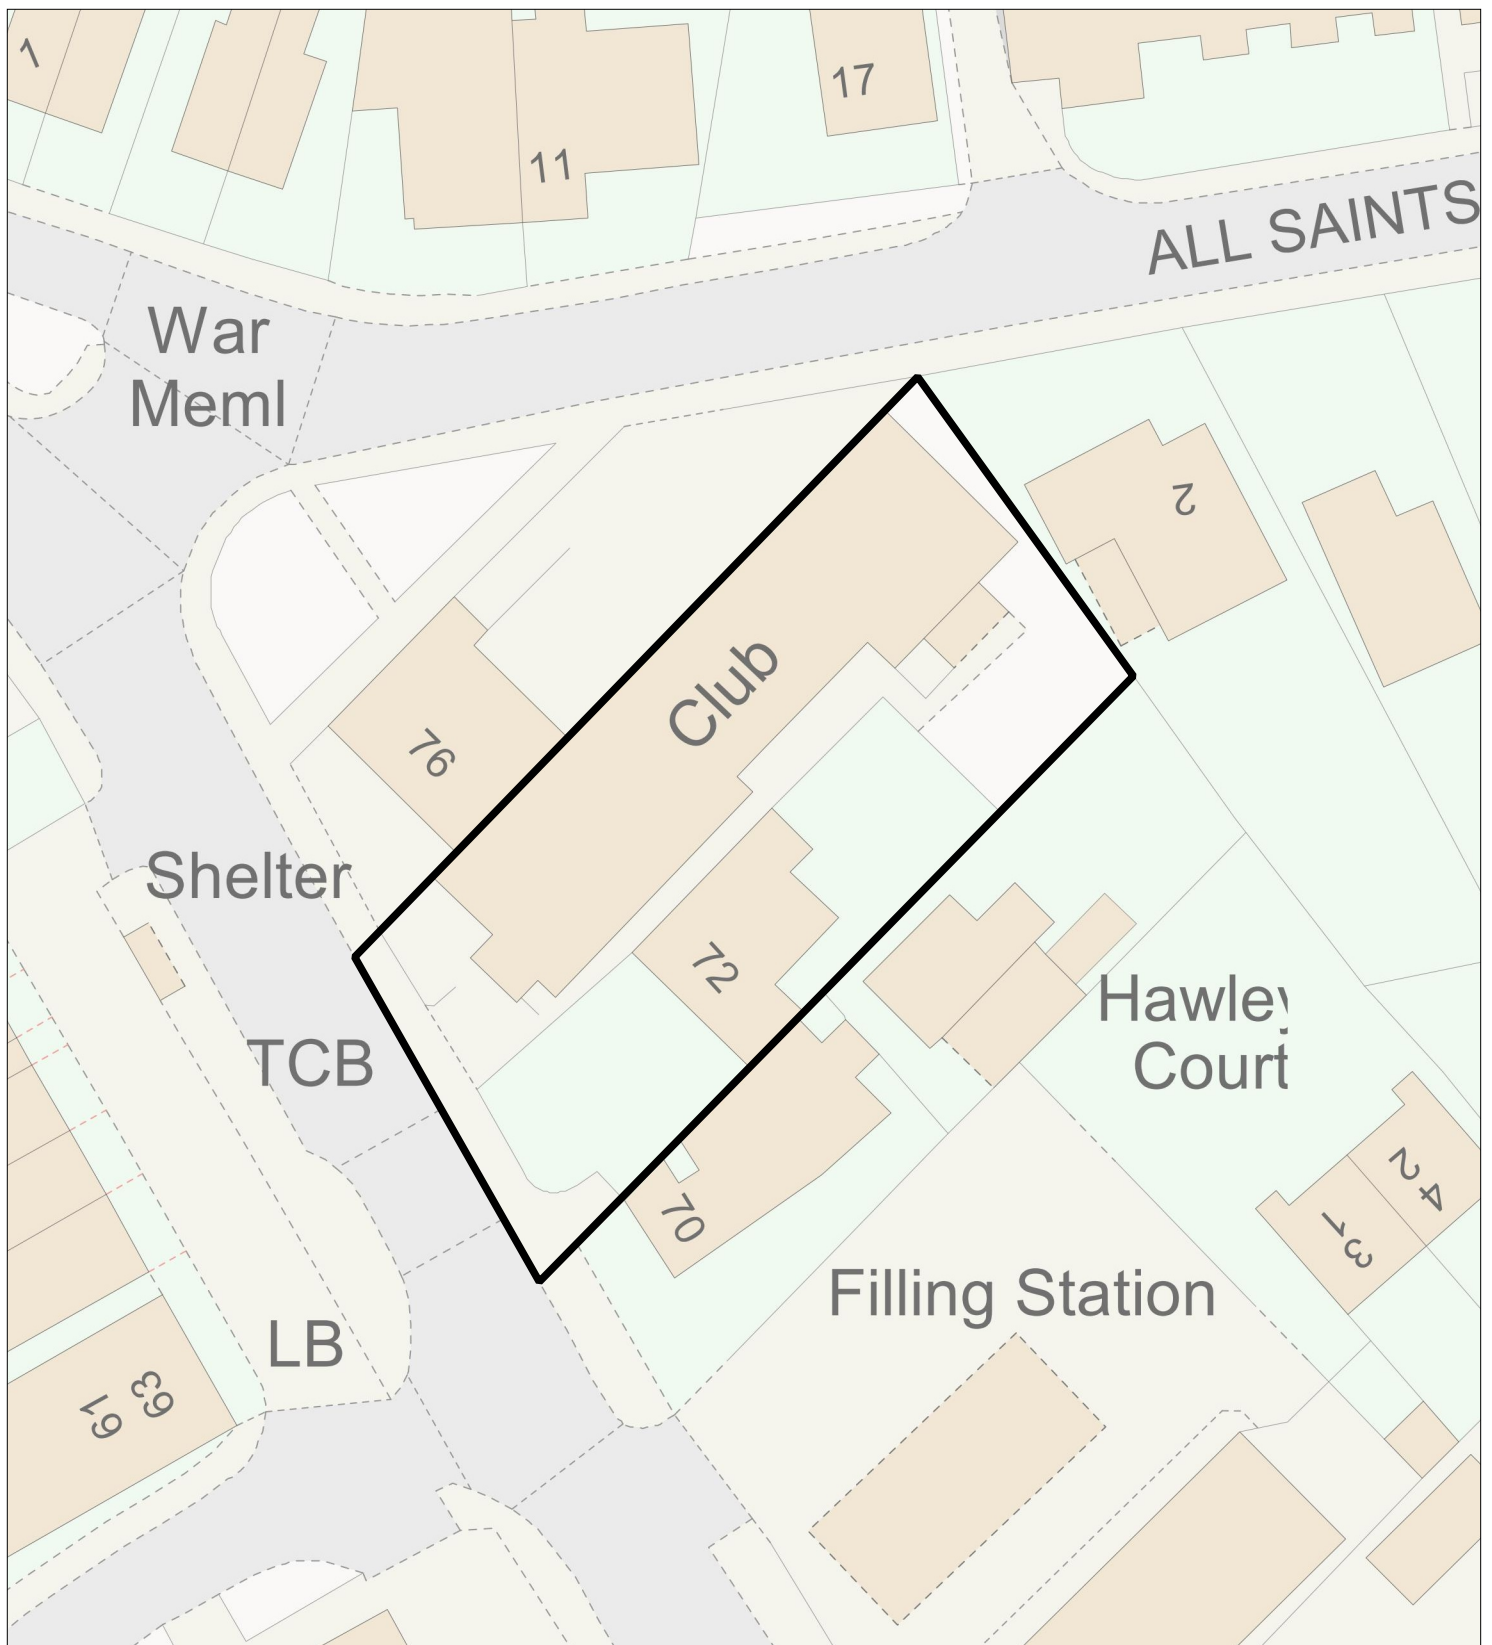 1
11
17
ALL SAINTS
War
Meml
2
Club
76
Shelter
72
Hawley
Court
TCB
70
2
4
1
3
Filling Station
LB
63
61